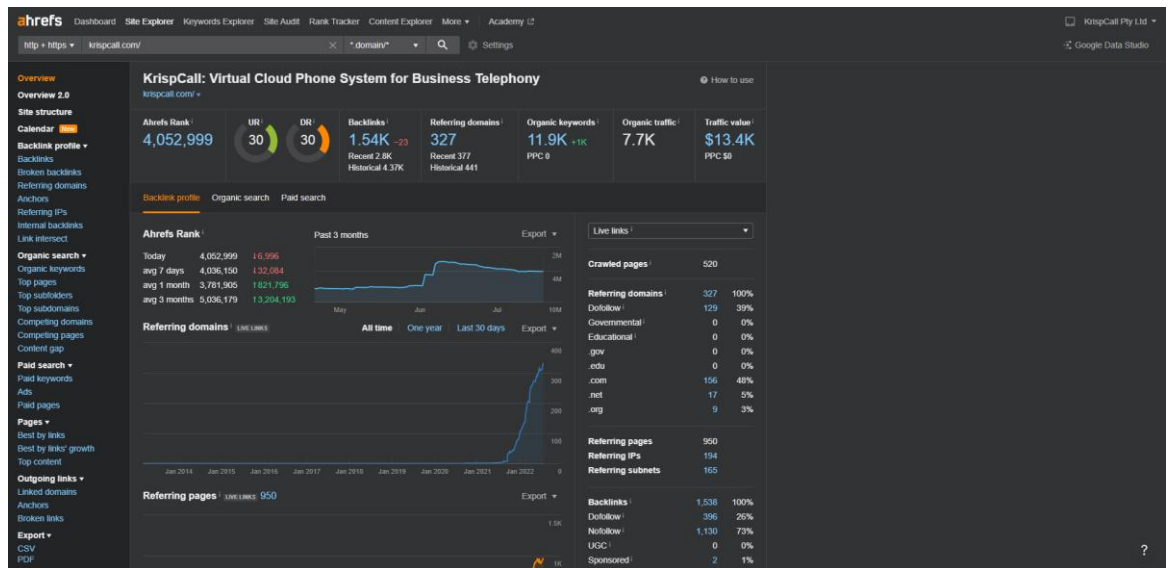 ahrefs Dashboard Site Explorer Keywords Explorer Site Audit Rank Tracker Content Explorer More Academy KrispCall Pty Ltd
http + https krispcall.com/ *.domain/* Settings Google Data Studio
Overview
Overview 2.0
Site structure
Calendar New
Backlink profile
Backlinks
Broken backlinks
Referring domains
Anchors
Referring IPs
Internal backlinks
Link intersect
Organic search
Organic keywords
Top pages
Top subfolders
Top subdomains
Competing domains
Competing pages
Content gap
Paid search
Paid keywords
Ads
Paid pages
Pages
Best by links
Best by links' growth
Top content
Outgoing links
Linked domains
Anchors
Broken links
Export
CSV
PDF
KrispCall: Virtual Cloud Phone System for Business Telephony How to use
krispcall.com/
Ahrefs Rank UR DR Backlinks Referring domains Organic keywords Organic traffic Traffic value
4,052,999 30 30 1.54K -23 327 11.9K +1K 7.7K $13.4K
Recent 2.8K Recent 377 PPC 0 PPC $0
Historical 4.37K Historical 441
Backlink profile Organic search Paid search
Ahrefs Rank Past 3 months Export
Today 4,052,999 ↓6,996
avg 7 days 4,036,150 ↓32,084
avg 1 month 3,781,905 ↑821,796
avg 3 months 5,036,179 ↑3,204,193
2M
4M
May Jun Jul 10M
Referring domains LIVE LINKS All time One year Last 30 days Export
400
300
200
100
Jan 2014 Jan 2015 Jan 2016 Jan 2017 Jan 2018 Jan 2019 Jan 2020 Jan 2021 Jan 2022 0
Referring pages LIVE LINKS 950 Export
1.5K
1K
Live links
Crawled pages 520
Referring domains 327 100%
Dofollow 129 39%
Governmental 0 0%
Educational 0 0%
.gov 0 0%
.edu 0 0%
.com 156 48%
.net 17 5%
.org 9 3%
Referring pages 950
Referring IPs 194
Referring subnets 165
Backlinks 1,538 100%
Dofollow 396 26%
Nofollow 1,130 73%
UGC 0 0%
Sponsored 2 1%
?